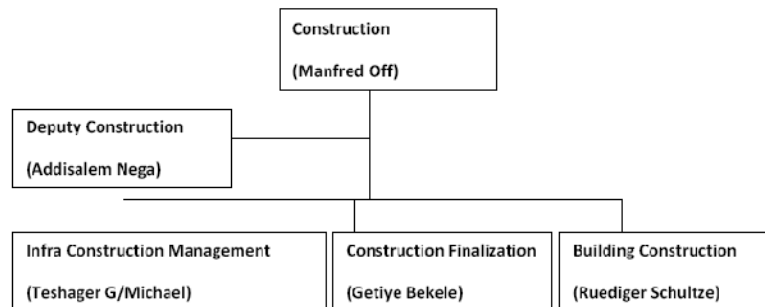 Construction
(Manfred Off)
Deputy Construction
(Addisalem Nega)
Infra Construction Management
(Teshager G/Michael)
Construction Finalization
(Getiye Bekele)
Building Construction
(Ruediger Schultze)